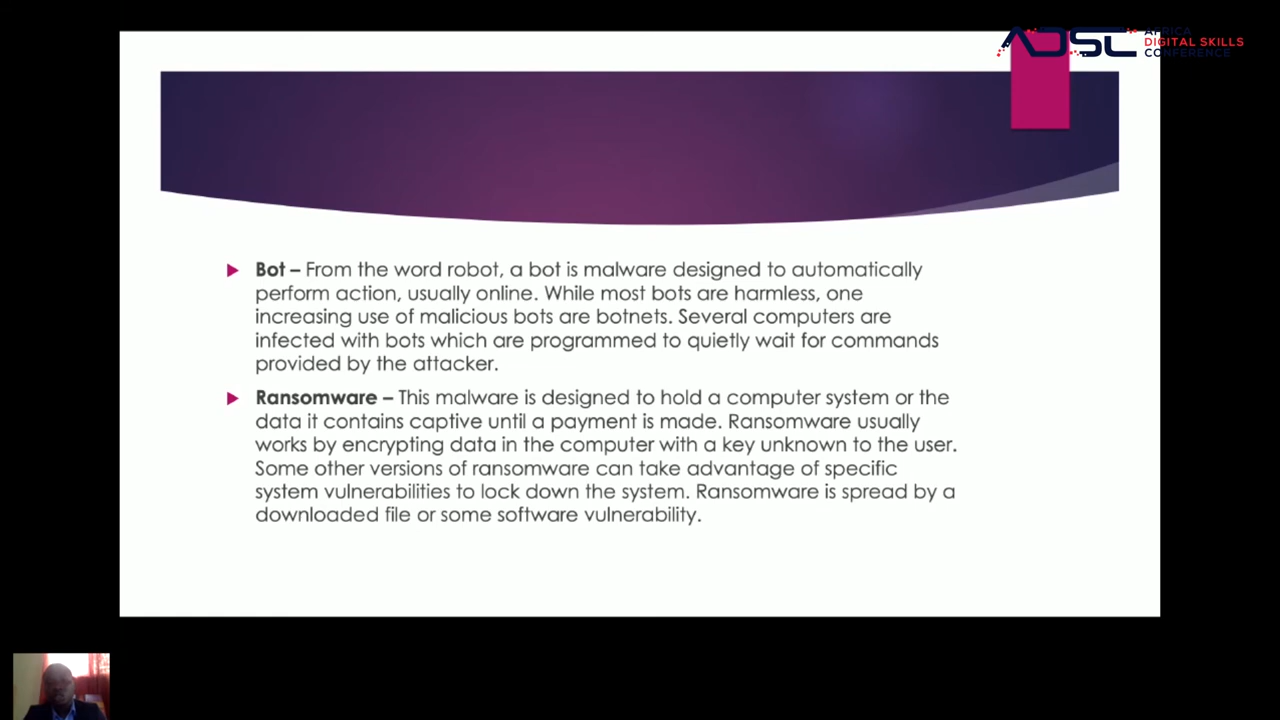 ADSC
AFRICA
DIGITAL SKILLS
CONFERENCE
Bot – From the word robot, a bot is malware designed to automatically
perform action, usually online. While most bots are harmless, one
increasing use of malicious bots are botnets. Several computers are
infected with bots which are programmed to quietly wait for commands
provided by the attacker.
Ransomware – This malware is designed to hold a computer system or the
data it contains captive until a payment is made. Ransomware usually
works by encrypting data in the computer with a key unknown to the user.
Some other versions of ransomware can take advantage of specific
system vulnerabilities to lock down the system. Ransomware is spread by a
downloaded file or some software vulnerability.